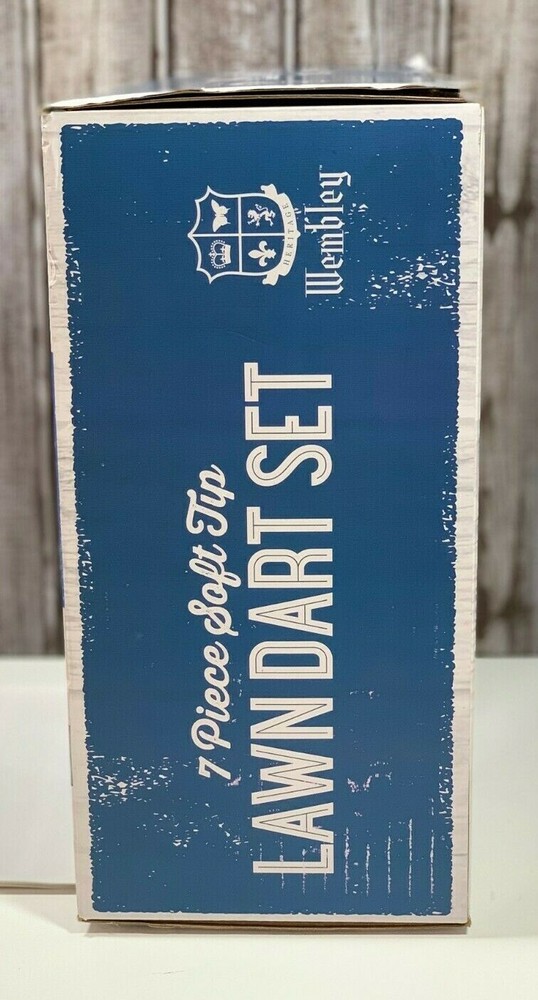 7 Piece Soft Tip
LAWN DART SET
HERITAGE
Wembley